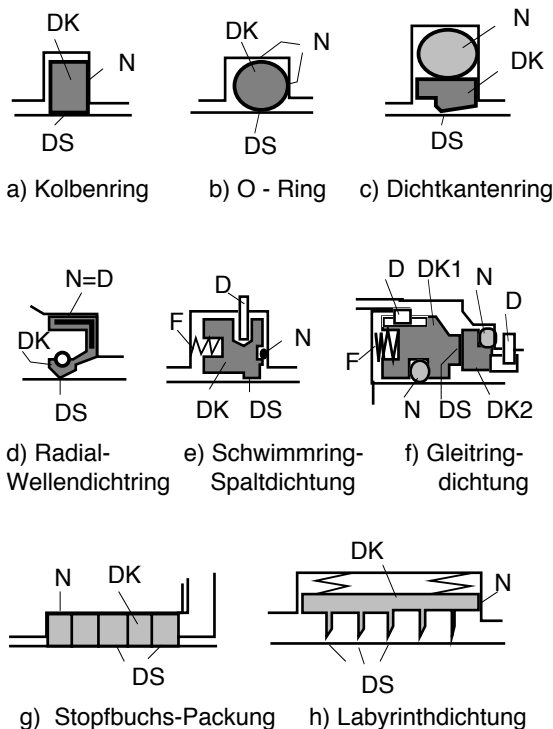 DK
N
DS
a) Kolbenring
DK
N
DS
b) O - Ring
N
DK
DS
c) Dichtkantenring
N=D
DK
DS
d) Radial-
Wellendichtring
D
F
N
DK
DS
e) Schwimmring-
Spaltdichtung
D
DK1
N
D
F
N
DS
DK2
f) Gleitring-
dichtung
N
DK
DS
g) Stopfbuchs-Packung
DK
N
DS
h) Labyrinthdichtung